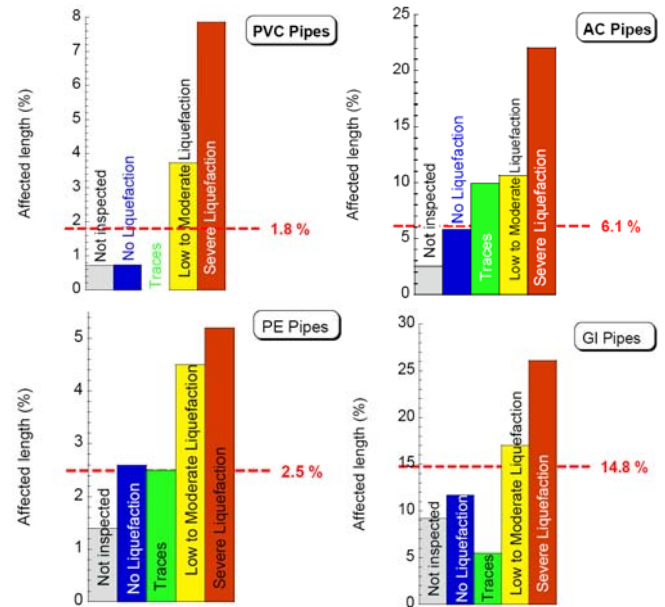 PVC Pipes
Affected length (%)
8
7
6
5
4
3
2
1
0
Not inspected
No Liquefaction
Traces
Low to Moderate Liquefaction
Severe Liquefaction
1.8 %
AC Pipes
Affected length (%)
25
20
15
10
5
0
Not inspected
No Liquefaction
Traces
Low to Moderate Liquefaction
Severe Liquefaction
6.1 %
PE Pipes
Affected length (%)
5
4
3
2
1
0
Not inspected
No Liquefaction
Traces
Low to Moderate Liquefaction
Severe Liquefaction
2.5 %
GI Pipes
Affected length (%)
30
25
20
15
10
5
0
Not inspected
No Liquefaction
Traces
Low to Moderate Liquefaction
Severe Liquefaction
14.8 %